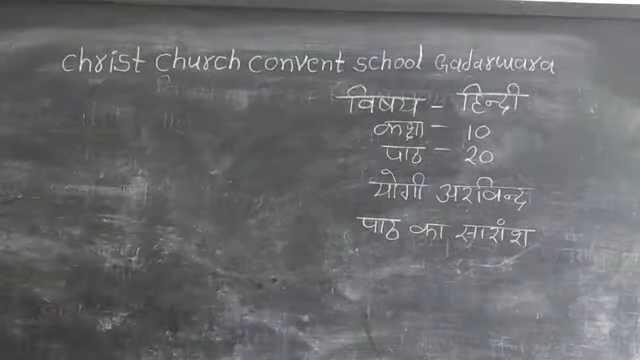 Christ Church Convent School Gadarwara
विषय - हिन्दी
कक्षा - 10
पाठ - 20
योगी अरविन्द
पाठ का सारांश